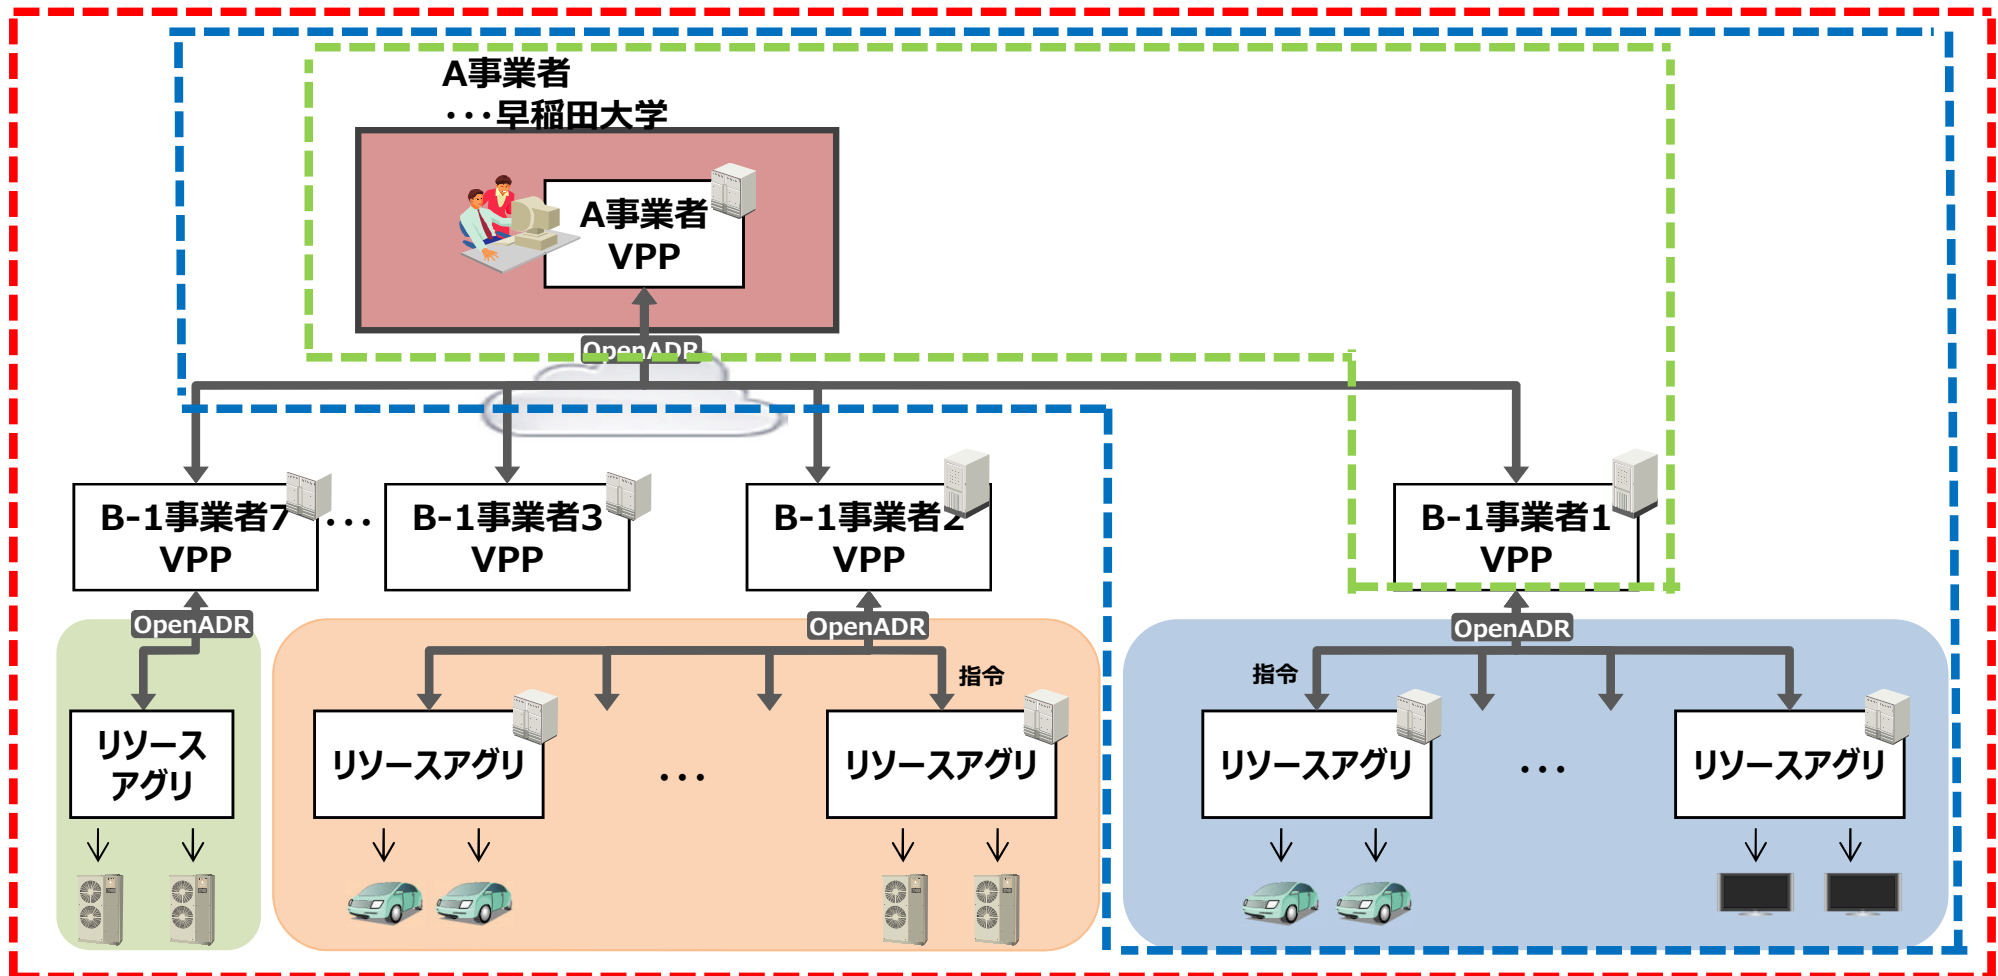 A事業者
・・・早稲田大学
A事業者
VPP
OpenADR
B-1事業者7
VPP
・・・
B-1事業者3
VPP
B-1事業者2
VPP
B-1事業者1
VPP
OpenADR
OpenADR
OpenADR
指令
指令
リソース
アグリ
リソースアグリ
・・・
リソースアグリ
リソースアグリ
・・・
リソースアグリ